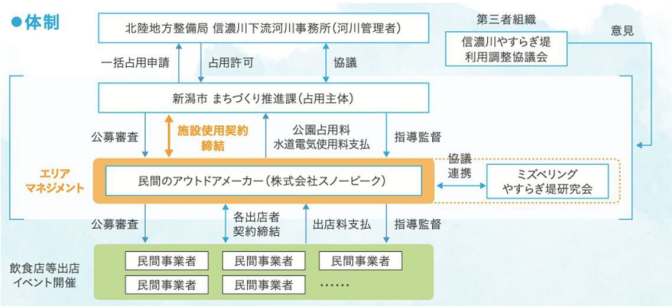 ●体制
北陸地方整備局 信濃川下流河川事務所(河川管理者)
第三者組織
信濃川やすらぎ堤
利用調整協議会
意見
一括占用申請
占用許可
協議
新潟市 まちづくり推進課(占用主体)
公募審査
施設使用契約
締結
公園占用料
水道電気使用料支払
指導監督
エリア
マネジメント
民間のアウトドアメーカー(株式会社スノーピーク)
協議
連携
ミズベリング
やすらぎ堤研究会
公募審査
各出店者
契約締結
出店料支払
指導監督
飲食店等出店
イベント開催
民間事業者
民間事業者
民間事業者
民間事業者
民間事業者
……